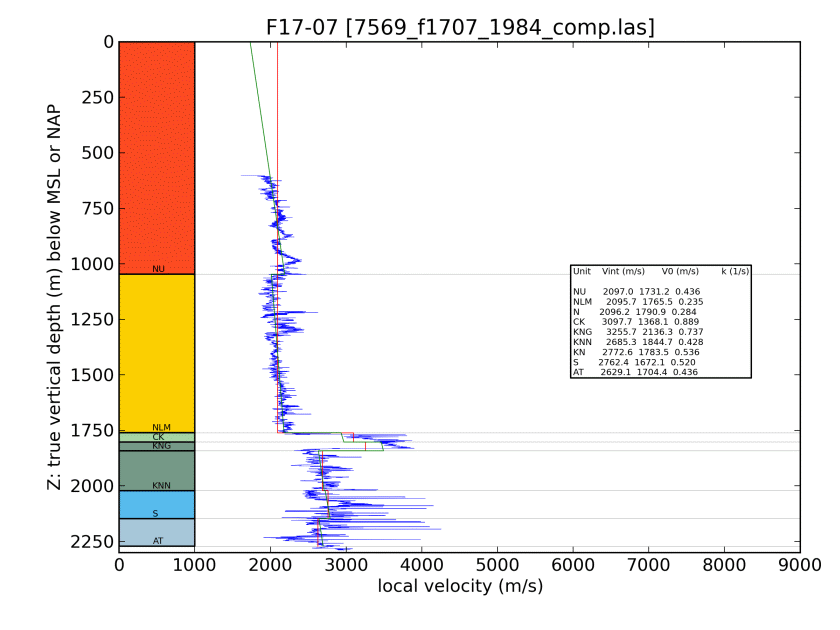 F17-07 [7569_f1707_1984_comp.las]
Z: true vertical depth (m) below MSL or NAP
0
250
500
750
1000
1250
1500
1750
2000
2250
NU
NLM
CK
KNG
KNN
S
AT
Unit Vint (m/s) V0 (m/s) k (1/s)
NU 2097.0 1731.2 0.436
NLM 2095.7 1765.5 0.235
N 2096.2 1790.9 0.284
CK 3097.7 1368.1 0.889
KNG 3255.7 2136.3 0.737
KNN 2685.3 1844.7 0.428
KN 2772.6 1783.5 0.536
S 2762.4 1672.1 0.520
AT 2629.1 1704.4 0.436
0 1000 2000 3000 4000 5000 6000 7000 8000 9000
local velocity (m/s)